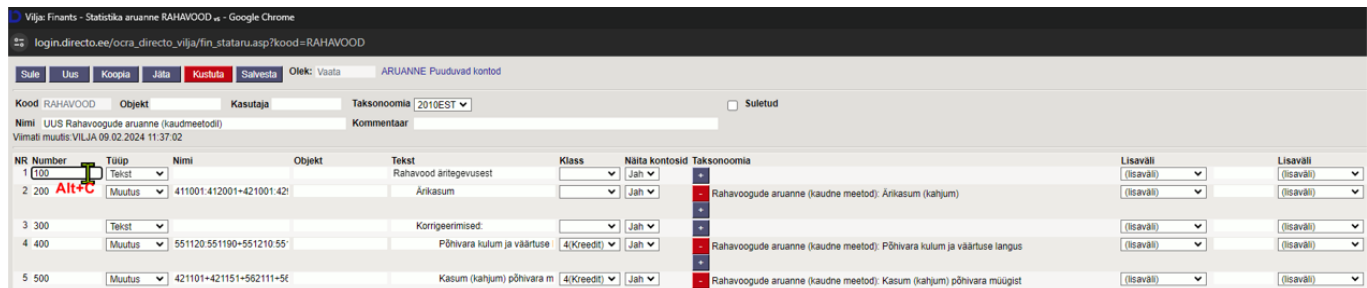 Vilja: Finants - Statistika aruanne RAHAVOOD v6 - Google Chrome
login.directo.ee/ocra_directo_vilja/fin_stataru.asp?kood=RAHAVOOD
Sule Uus Koopia Jäta Kustuta Salvesta Olek: Vaata ARUANNE Puuduvad kontod
Kood RAHAVOOD Objekt Kasutaja Taksonoomia 2010EST Suletud
Nimi UUS Rahavoogude aruanne (kaudmeetodil) Kommentaar
Viimati muutis:VILJA 09.02.2024 11:37:02
NR Number Tüüp Nimi Objekt Tekst Klass Näita kontosid Taksonoomia Lisaväli Lisaväli
1 100 Tekst Rahavood äritegevusest Jah + (lisaväli) (lisaväli)
Alt+C
2 200 Muutus 411001:412001+421001:429 Ärikasum Jah - Rahavoogude aruanne (kaudne meetod): Ärikasum (kahjum) (lisaväli) (lisaväli)
+
3 300 Tekst Korrigeerimised: Jah + (lisaväli) (lisaväli)
4 400 Muutus 551120:551190+551210:55 Põhivara kulum ja väärtuse 4(Kreedit) Jah - Rahavoogude aruanne (kaudne meetod): Põhivara kulum ja väärtuse langus (lisaväli) (lisaväli)
+
5 500 Muutus 421101+421151+562111+56 Kasum (kahjum) põhivara m 4(Kreedit) Jah - Rahavoogude aruanne (kaudne meetod): Kasum (kahjum) põhivara müügist (lisaväli) (lisaväli)